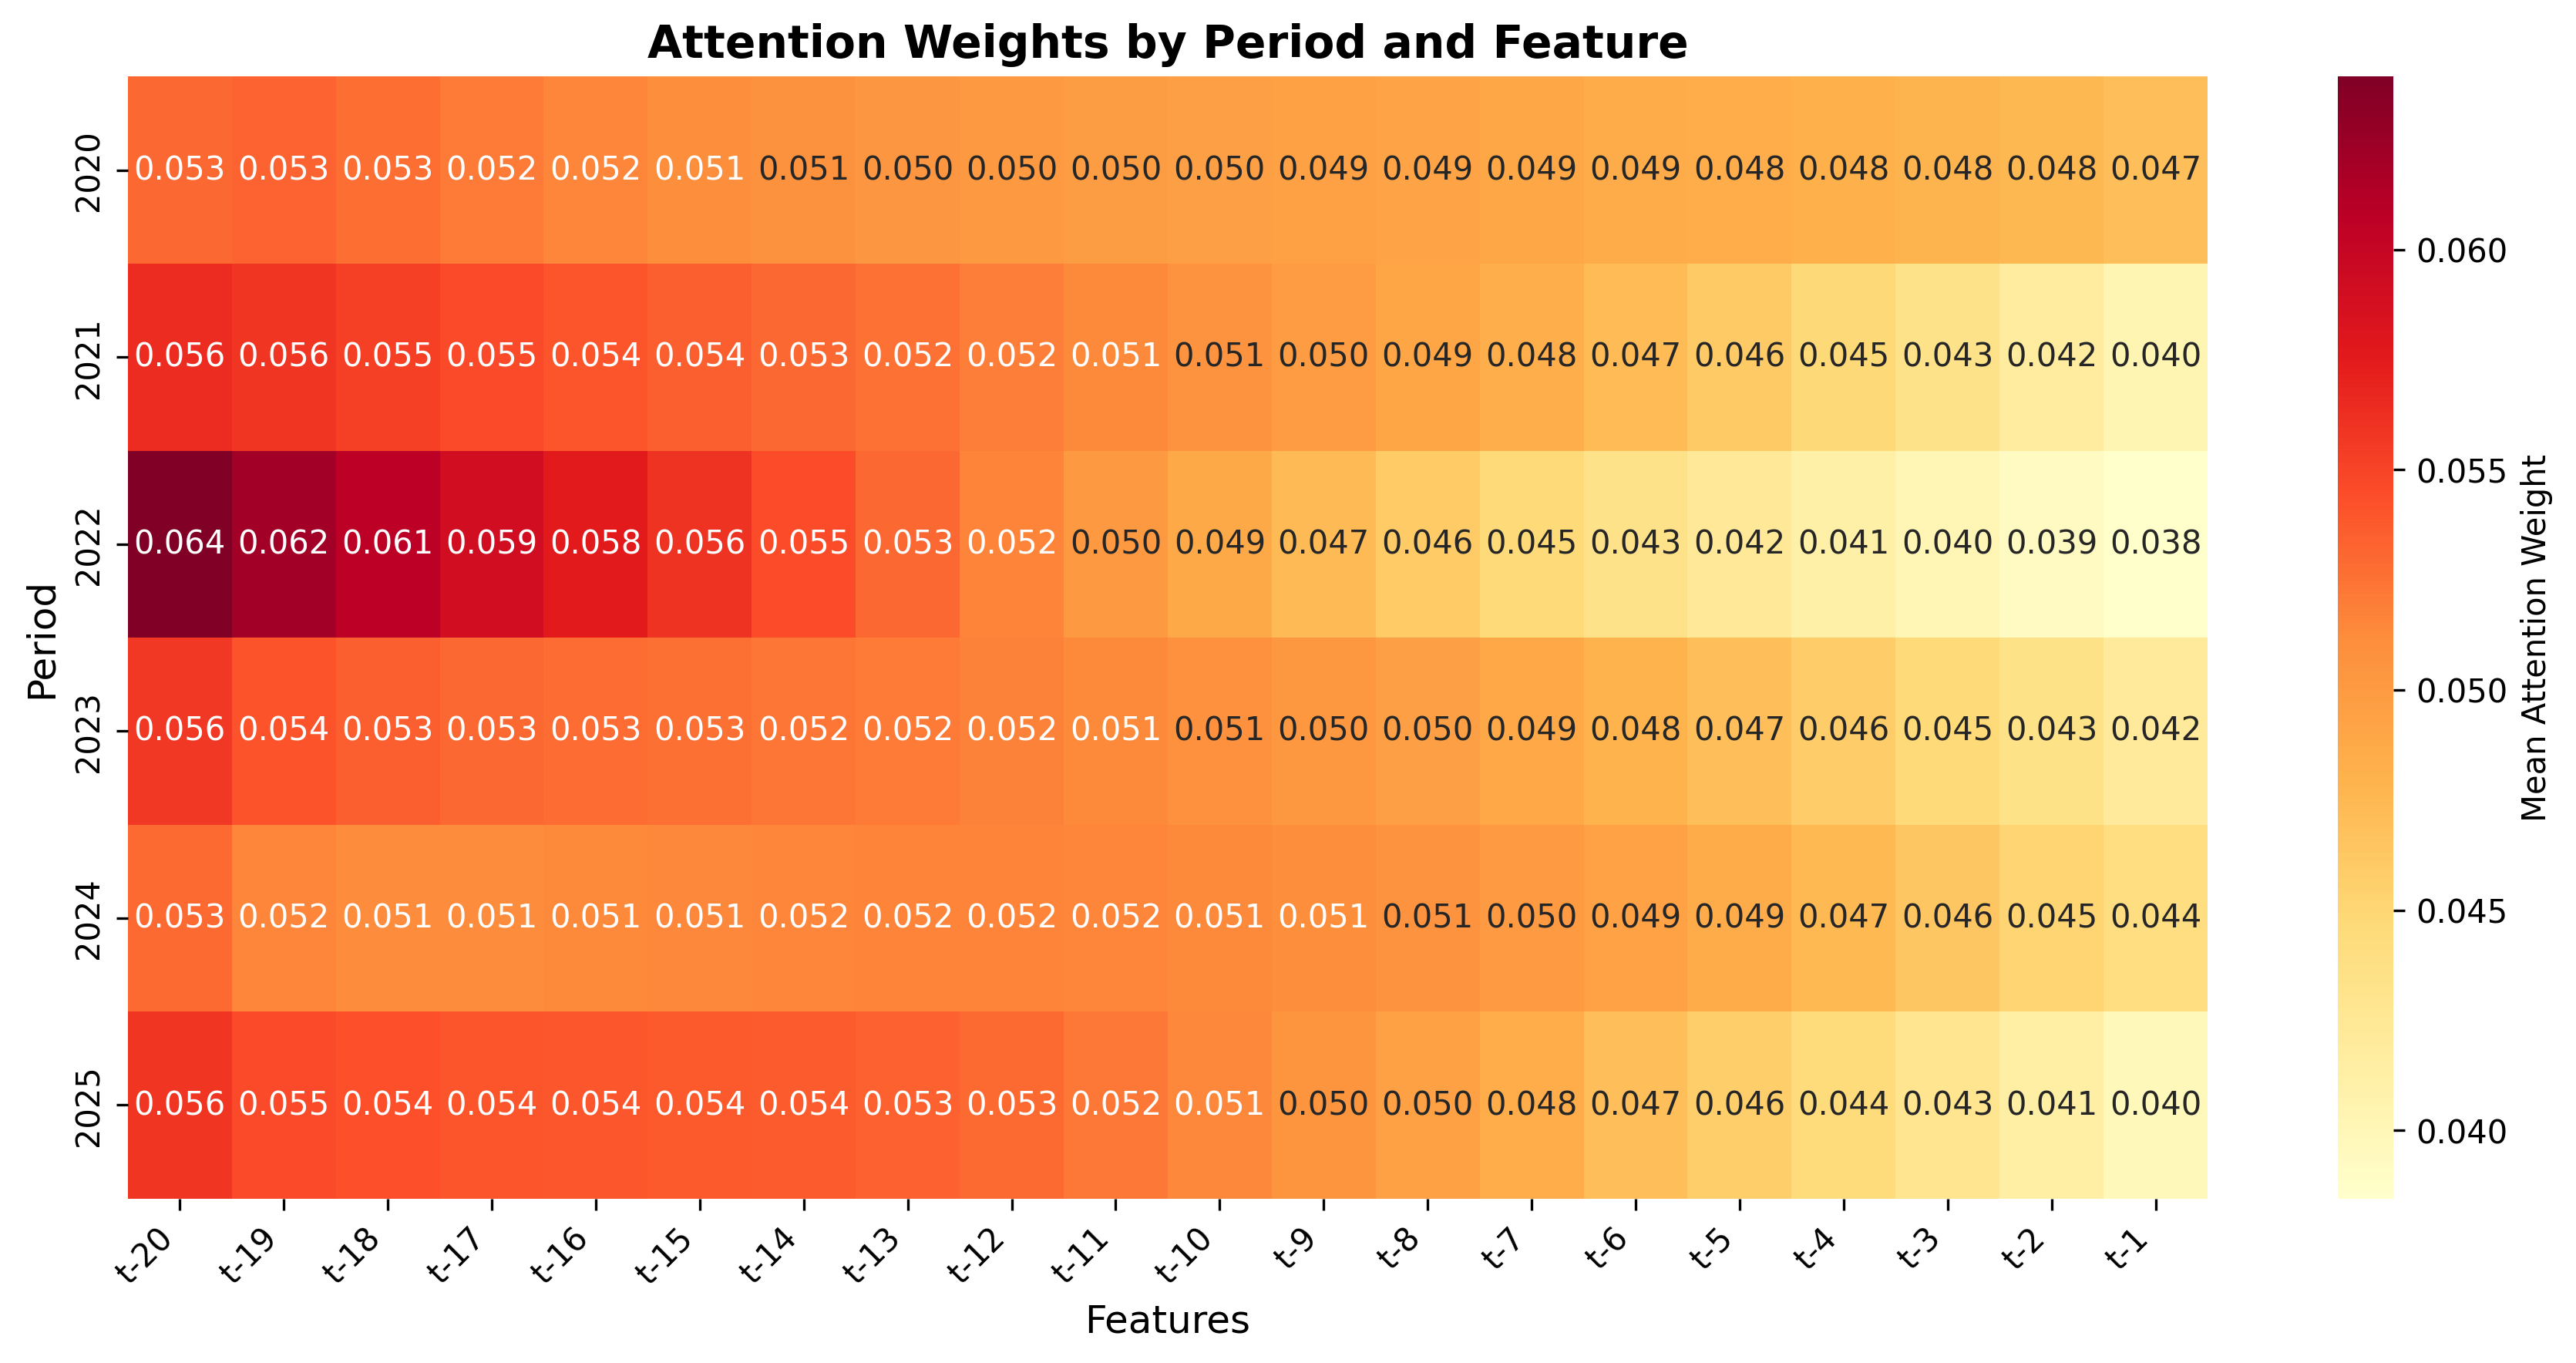 Attention Weights by Period and Feature
Period
2020
0.053 0.053 0.053 0.052 0.052 0.051 0.051 0.050 0.050 0.050 0.050 0.049 0.049 0.049 0.049 0.048 0.048 0.048 0.048 0.047
2021
0.056 0.056 0.055 0.055 0.054 0.054 0.053 0.052 0.052 0.051 0.051 0.050 0.049 0.048 0.047 0.046 0.045 0.043 0.042 0.040
2022
0.064 0.062 0.061 0.059 0.058 0.056 0.055 0.053 0.052 0.050 0.049 0.047 0.046 0.045 0.043 0.042 0.041 0.040 0.039 0.038
2023
0.056 0.054 0.053 0.053 0.053 0.053 0.052 0.052 0.052 0.051 0.051 0.050 0.050 0.049 0.048 0.047 0.046 0.045 0.043 0.042
2024
0.053 0.052 0.051 0.051 0.051 0.051 0.052 0.052 0.052 0.052 0.051 0.051 0.051 0.050 0.049 0.049 0.047 0.046 0.045 0.044
2025
0.056 0.055 0.054 0.054 0.054 0.054 0.054 0.053 0.053 0.052 0.051 0.050 0.050 0.048 0.047 0.046 0.044 0.043 0.041 0.040
t-20 t-19 t-18 t-17 t-16 t-15 t-14 t-13 t-12 t-11 t-10 t-9 t-8 t-7 t-6 t-5 t-4 t-3 t-2 t-1
Features
0.060
0.055
0.050
0.045
0.040
Mean Attention Weight